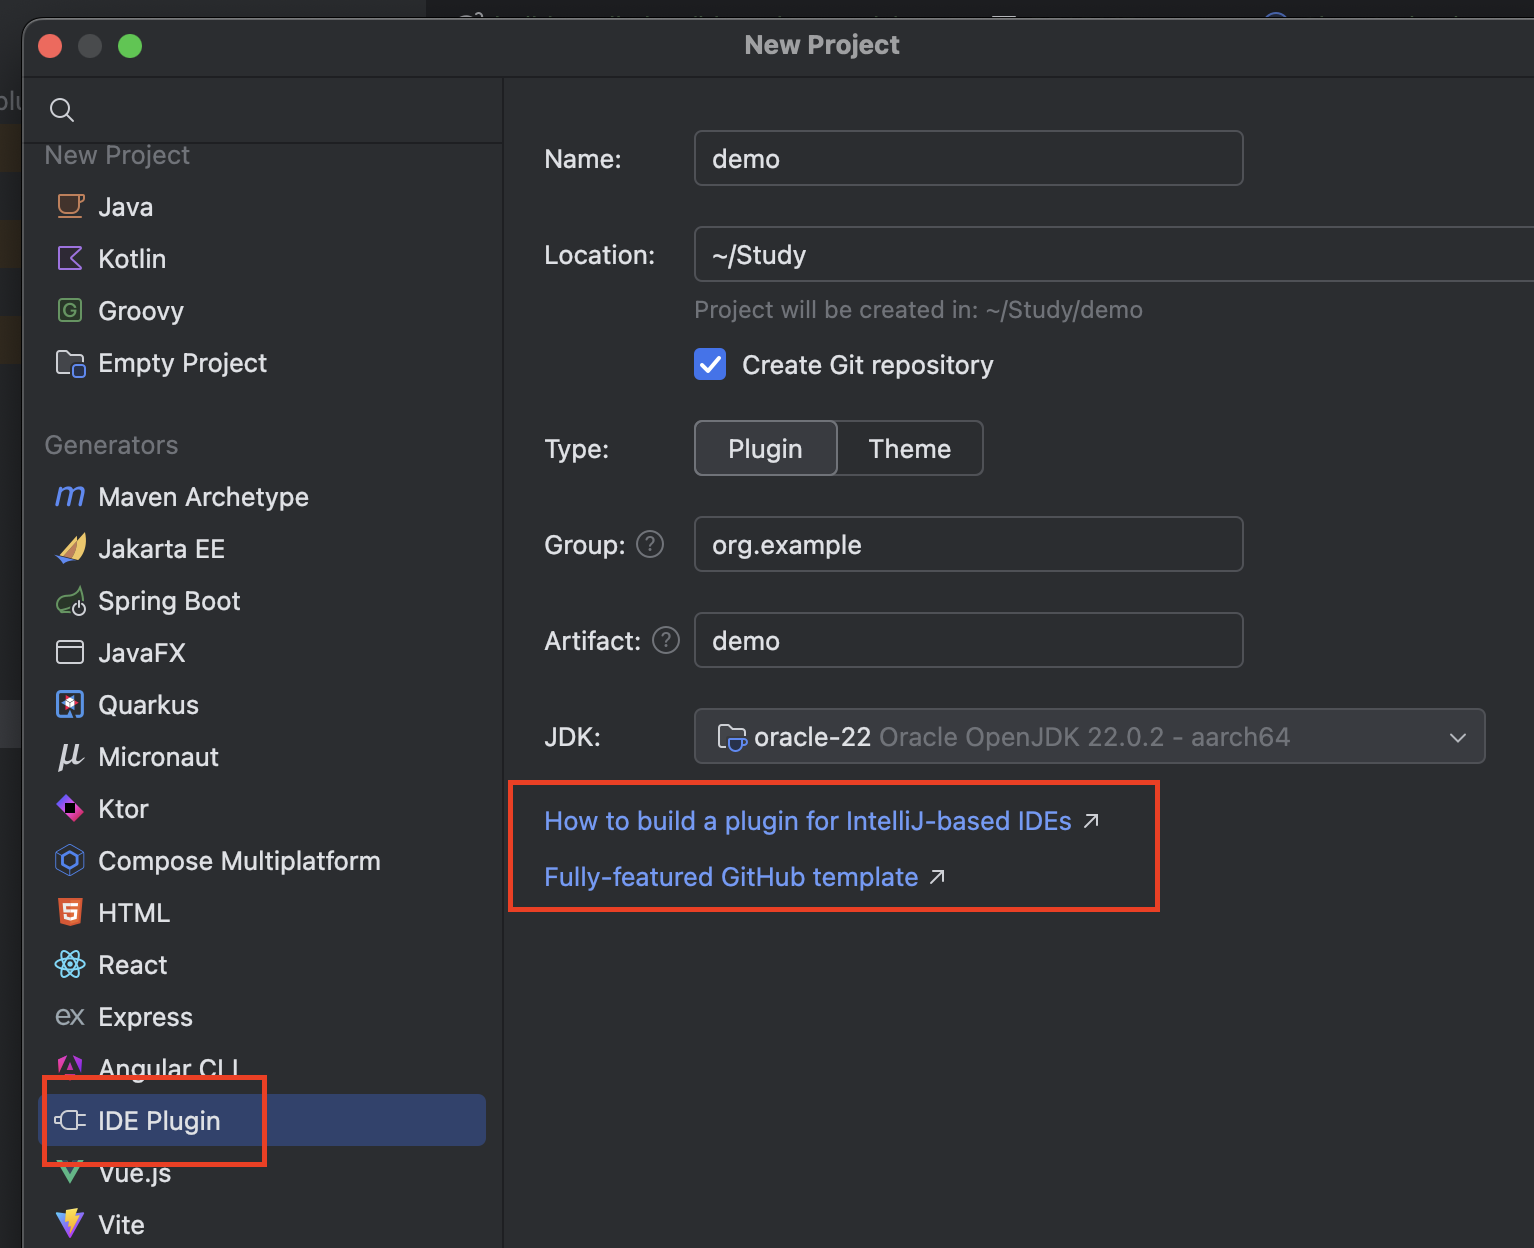 New Project
New Project
Java
Kotlin
Groovy
Empty Project
Generators
Maven Archetype
Jakarta EE
Spring Boot
JavaFX
Quarkus
Micronaut
Ktor
Compose Multiplatform
HTML
React
ex Express
Angular CLI
IDE Plugin
Vue.js
Vite
Name: demo
Location: ~/Study
Project will be created in: ~/Study/demo
Create Git repository
Type: Plugin Theme
Group: ? org.example
Artifact: ? demo
JDK: oracle-22 Oracle OpenJDK 22.0.2 - aarch64
How to build a plugin for IntelliJ-based IDEs ↗
Fully-featured GitHub template ↗